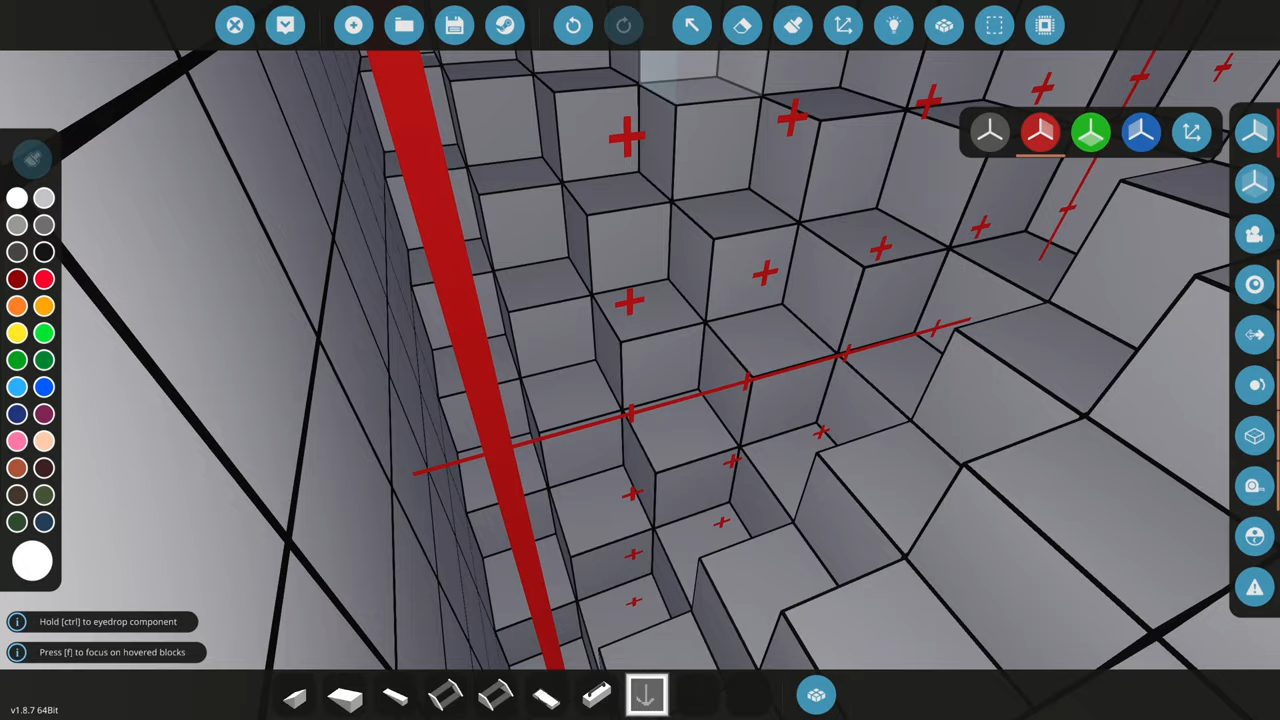 Hold [ctrl] to eyedrop component
Press [f] to focus on hovered blocks
v1.8.7 64Bit